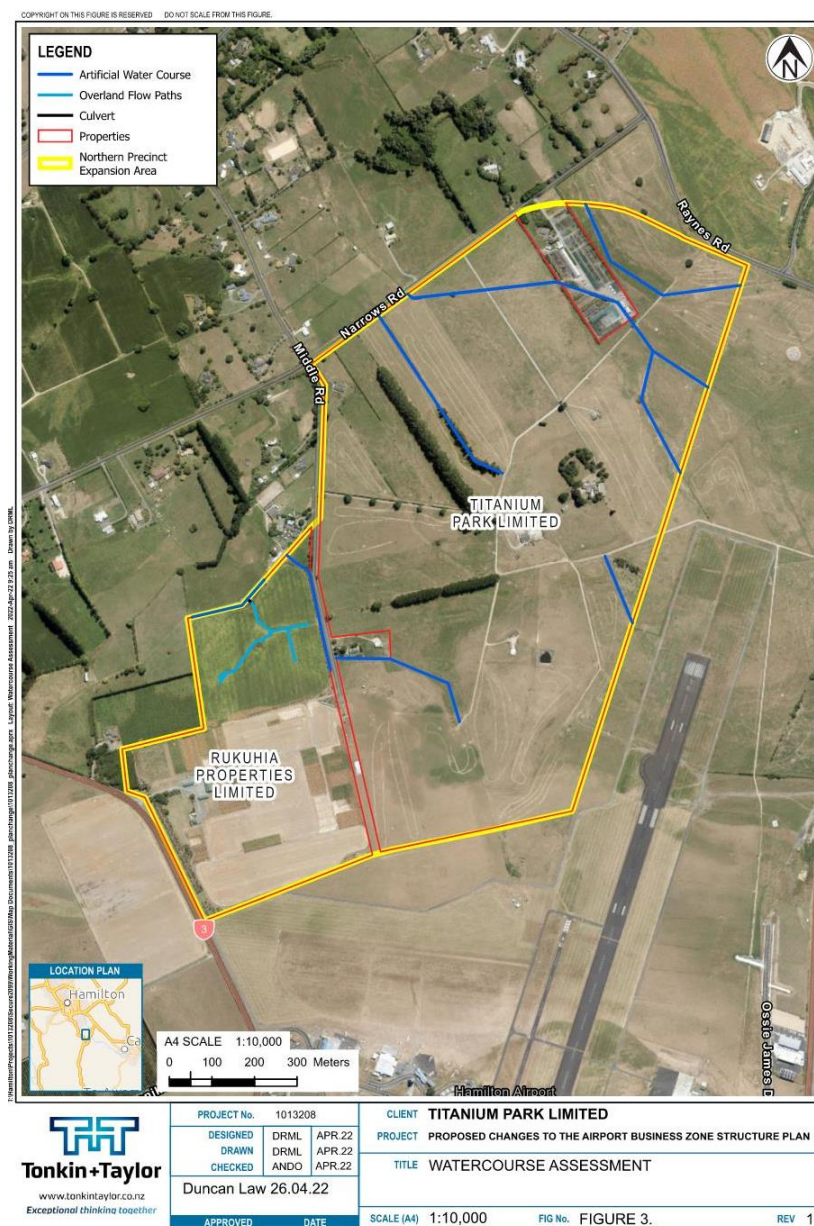 COPYRIGHT ON THIS FIGURE IS RESERVED DO NOT SCALE FROM THIS FIGURE.
LEGEND
Artificial Water Course
Overland Flow Paths
Culvert
Properties
Northern Precinct
Expansion Area
N
Raynes Rd
Narrows Rd
Middle Rd
TITANIUM
PARK LIMITED
RUKUHIA
PROPERTIES
LIMITED
3
LOCATION PLAN
Hamilton
A4 SCALE 1:10,000
0 100 200 300 Meters
Hamilton Airport
Ossie James D
Tonkin+Taylor
www.tonkintaylor.co.nz
Exceptional thinking together
PROJECT No. 1013208
DESIGNED DRML APR.22
DRAWN DRML APR.22
CHECKED ANDO APR.22
Duncan Law 26.04.22
APPROVED DATE
CLIENT TITANIUM PARK LIMITED
PROJECT PROPOSED CHANGES TO THE AIRPORT BUSINESS ZONE STRUCTURE PLAN
TITLE WATERCOURSE ASSESSMENT
SCALE (A4) 1:10,000 FIG No. FIGURE 3. REV 1